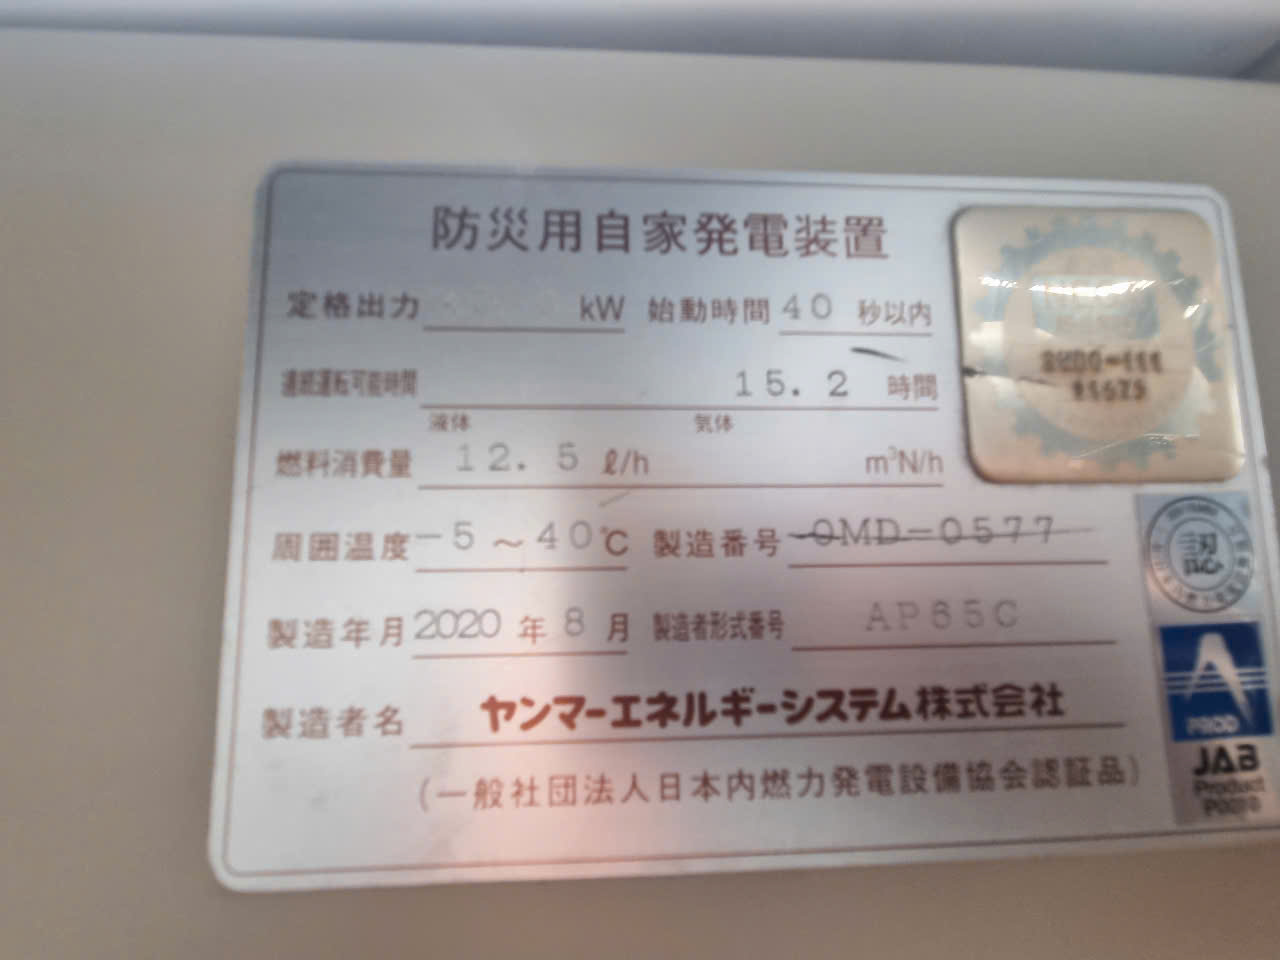 防災用自家発電装置
定格出力 kW 始動時間 40 秒以内
連続運転可能時間 15.2 時間
液体 気体
燃料消費量 12.5 ℓ/h m³N/h
周囲温度 -5 ～ 40℃ 製造番号 0MD-0577
製造年月 2020 年 8 月 製造者形式番号 AP65C
製造者名 ヤンマーエネルギーシステム株式会社
(一般社団法人日本内燃力発電設備協会認証品)
認
PROD
JAB
Product